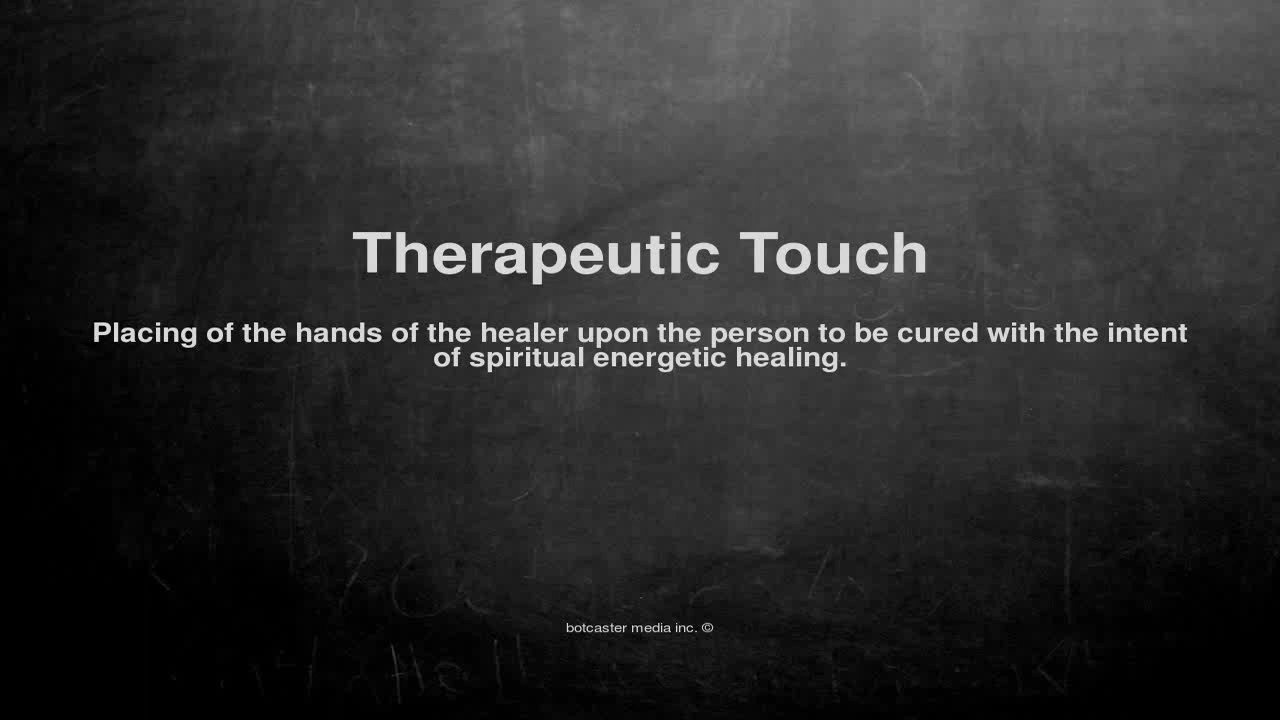 Therapeutic Touch
Placing of the hands of the healer upon the person to be cured with the intent
of spiritual energetic healing.
botcaster media inc. ©